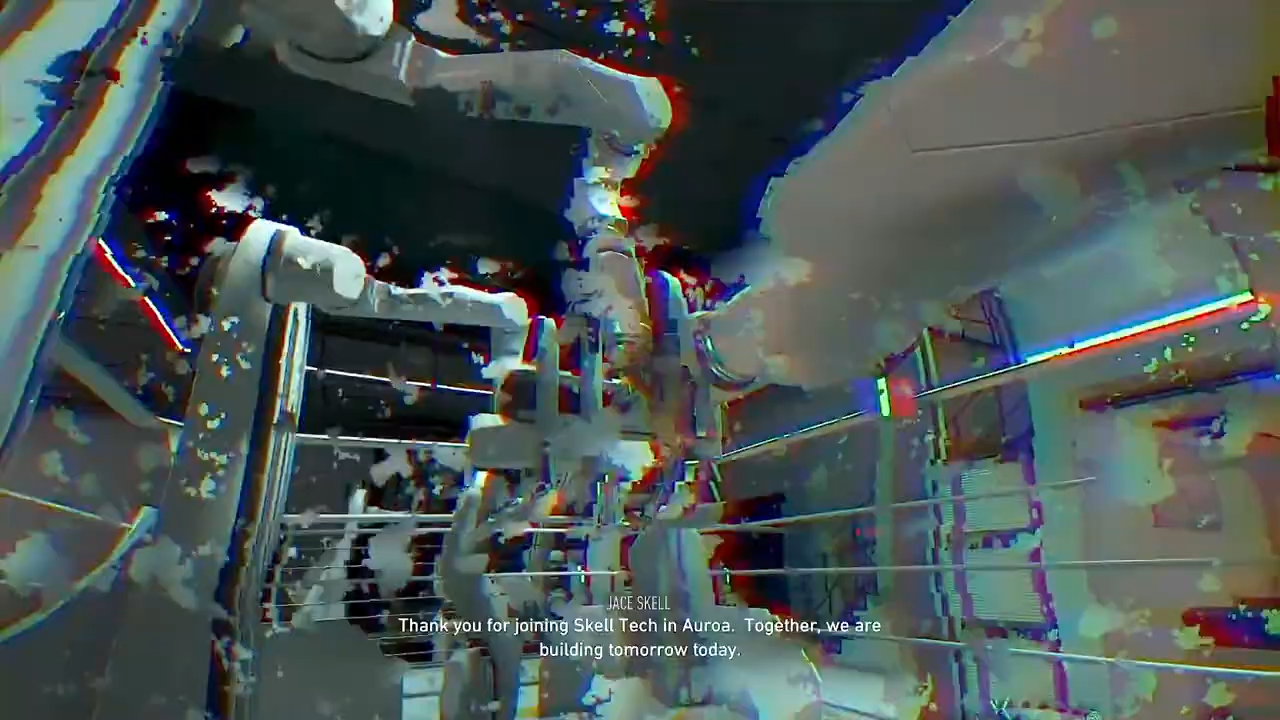 JACE SKELL
Thank you for joining Skell Tech in Auroa.  Together, we are
building tomorrow today.